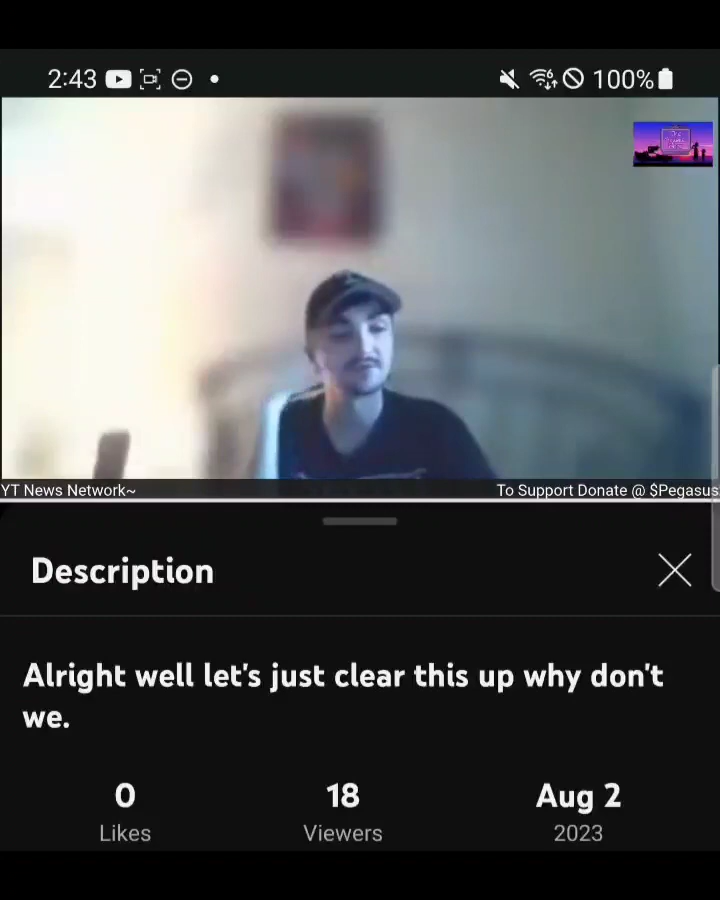 2:43
100%
YT News Network~
To Support Donate @ $Pegasus
Description
Alright well let's just clear this up why don't
we.
0
18
Aug 2
Likes
Viewers
2023